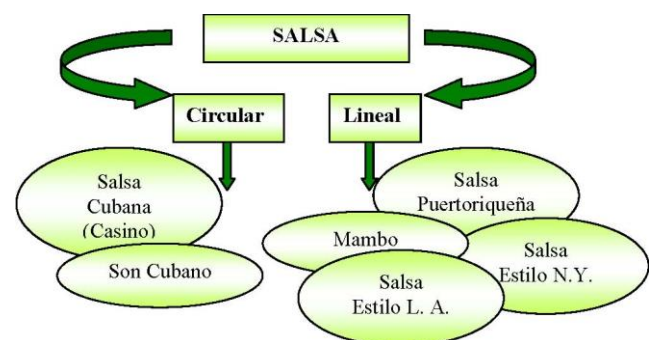 SALSA
Circular
Lineal
Salsa
Cubana
(Casino)
Son Cubano
Salsa
Puertoriqueña
Mambo
Salsa
Estilo N.Y.
Salsa
Estilo L. A.